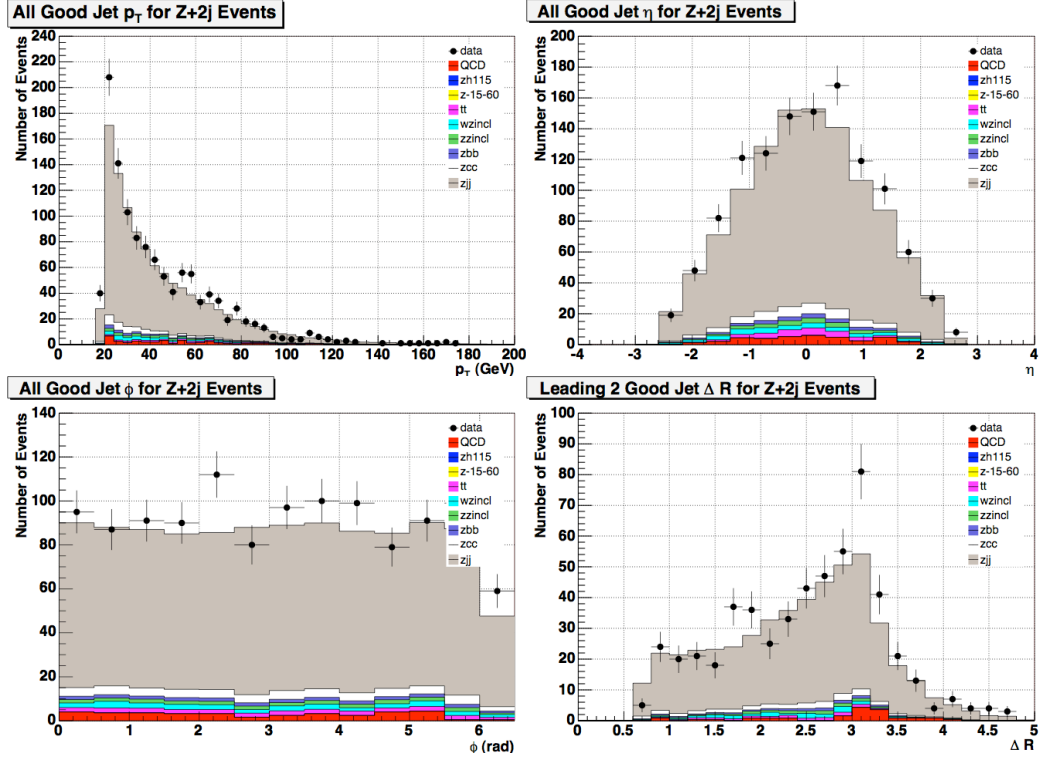 All Good Jet pT for Z+2j Events
Number of Events
240
220
200
180
160
140
120
100
80
60
40
20
0
data
QCD
zh115
z-15-60
tt
wzincl
zzincl
zbb
zcc
zjj
0 20 40 60 80 100 120 140 160 180 200
pT (GeV)
All Good Jet η for Z+2j Events
Number of Events
200
180
160
140
120
100
80
60
40
20
0
data
QCD
zh115
z-15-60
tt
wzincl
zzincl
zbb
zcc
zjj
-4 -3 -2 -1 0 1 2 3 4
η
All Good Jet ϕ for Z+2j Events
Number of Events
140
120
100
80
60
40
20
0
data
QCD
zh115
z-15-60
tt
wzincl
zzincl
zbb
zcc
zjj
0 1 2 3 4 5 6
ϕ (rad)
Leading 2 Good Jet Δ R for Z+2j Events
Number of Events
100
90
80
70
60
50
40
30
20
10
0
data
QCD
zh115
z-15-60
tt
wzincl
zzincl
zbb
zcc
zjj
0 0.5 1 1.5 2 2.5 3 3.5 4 4.5 5
Δ R